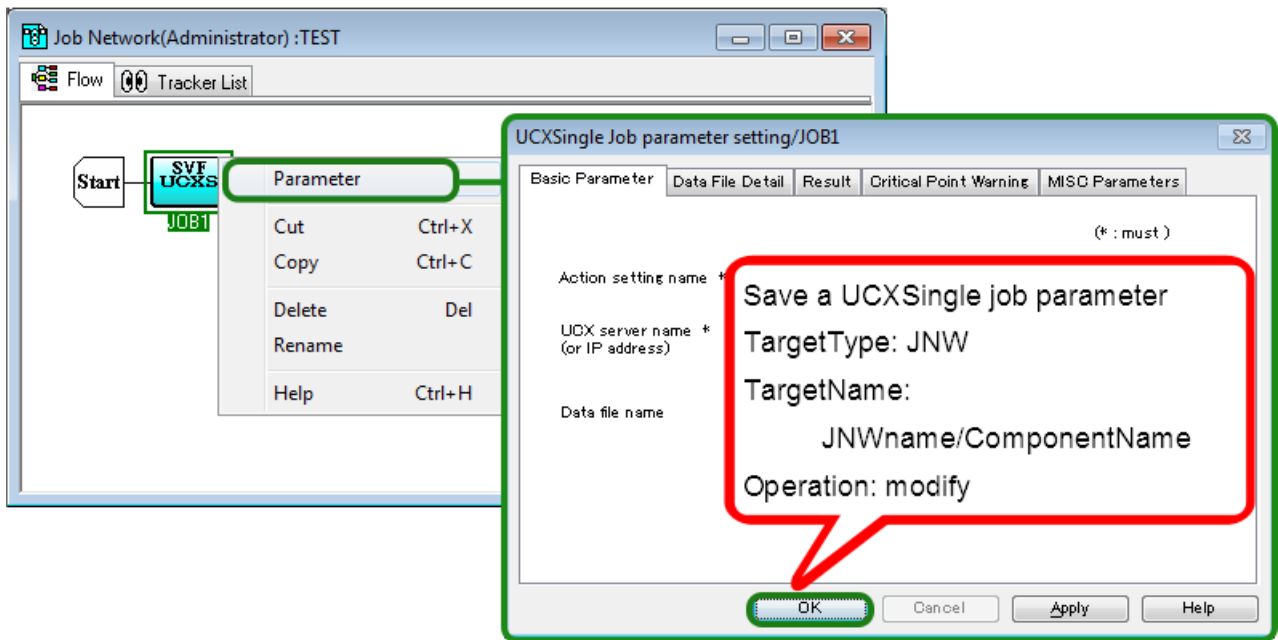 Job Network(Administrator) :TEST
Flow
Tracker List
Start
SVF
UCXS
JOB1
Parameter
Cut Ctrl+X
Copy Ctrl+C
Delete Del
Rename
Help Ctrl+H
UCXSingle Job parameter setting/JOB1
Basic Parameter
Data File Detail
Result
Critical Point Warning
MISC Parameters
(* : must )
Action setting name *
UCX server name *
(or IP address)
Data file name
Save a UCXSingle job parameter
TargetType: JNW
TargetName:
JNWname/ComponentName
Operation: modify
OK
Cancel
Apply
Help